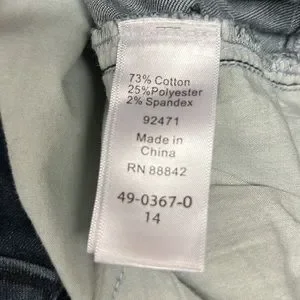 73% Cotton
25%Polyester
2% Spandex
92471
Made in
China
RN 88842
49-0367-0
14